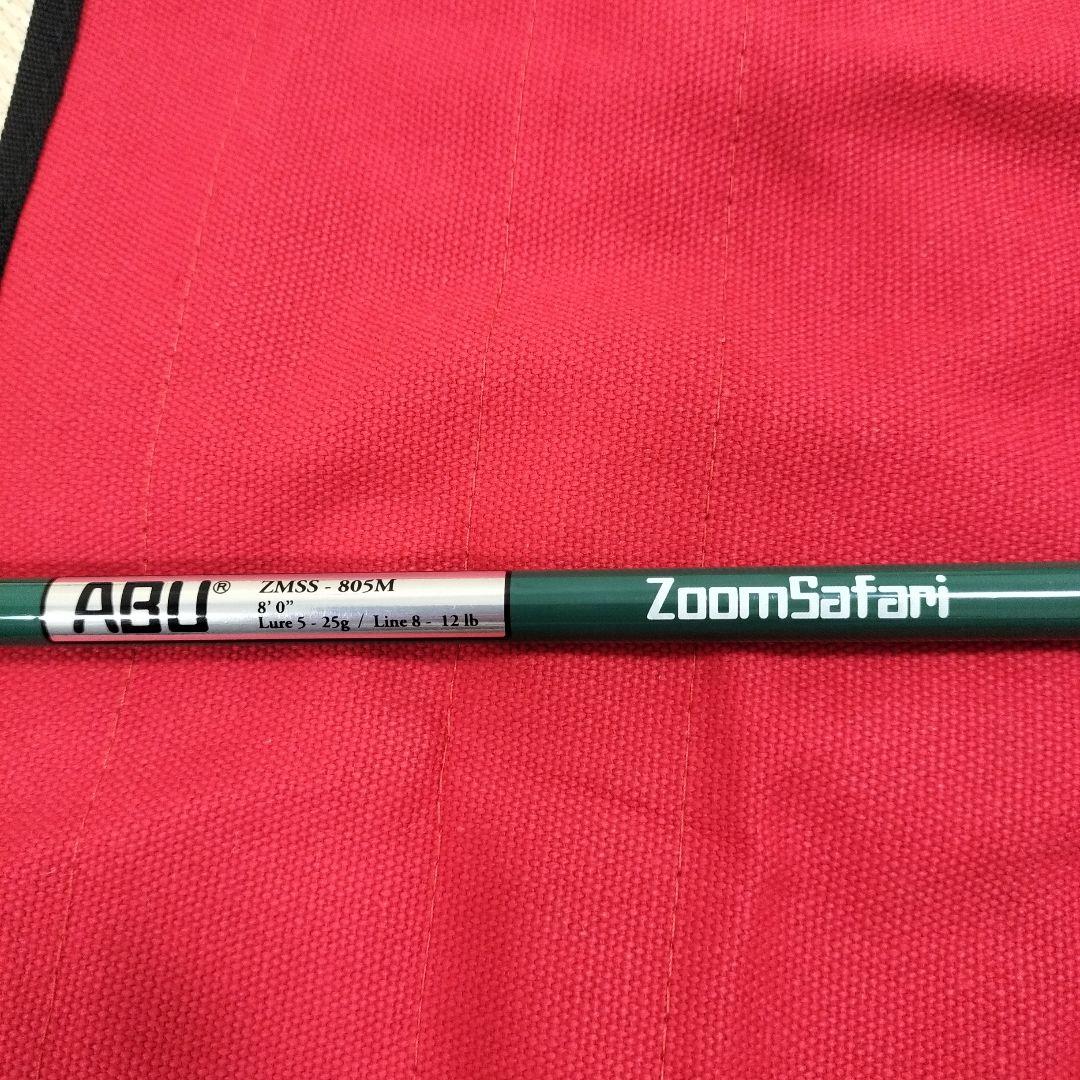 ABU®
ZMSS - 805M
8' 0"
Lure 5 - 25g / Line 8 - 12 lb
ZoomSafari